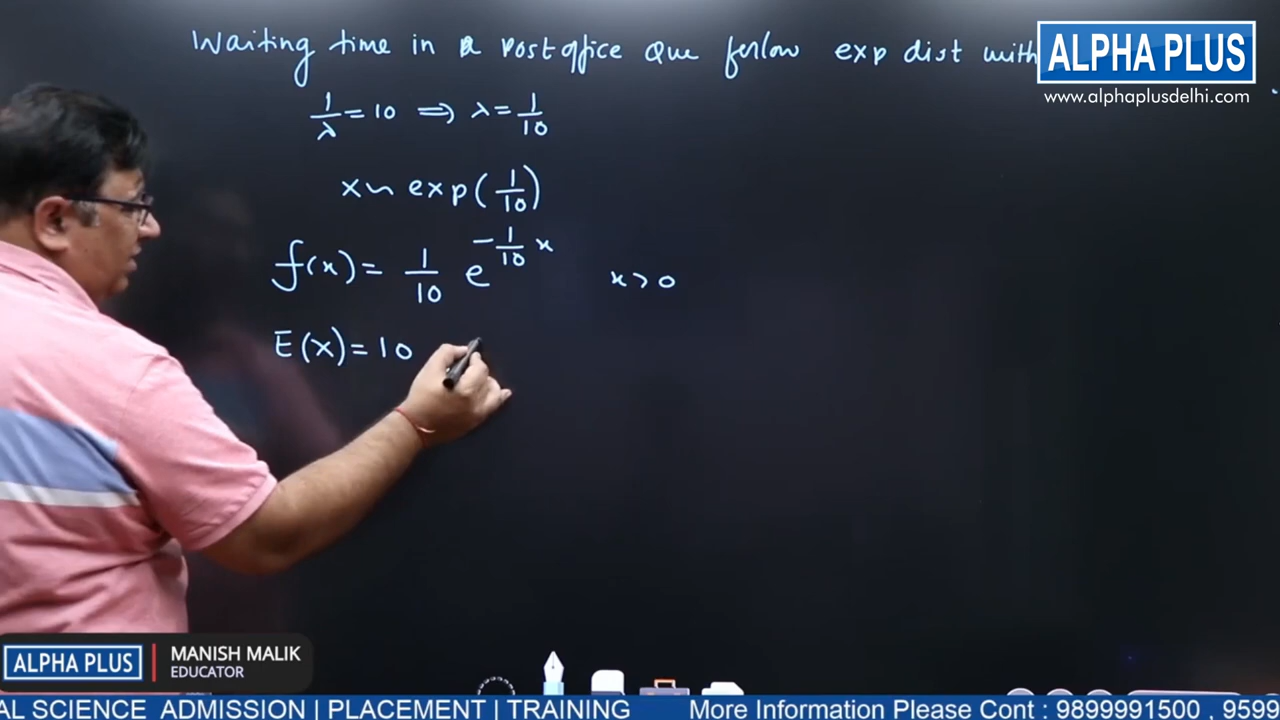 Waiting time in a Postoffice Que follow exp dist with
ALPHA PLUS
www.alphaplusdelhi.com
1/λ = 10 ⇒ λ = 1/10
x ~ exp(1/10)
f(x) = 1/10 e^(-1/10 x) x > 0
E(X) = 10
ALPHA PLUS
MANISH MALIK
EDUCATOR
AL SCIENCE ADMISSION | PLACEMENT | TRAINING More Information Please Cont : 9899991500 . 9599